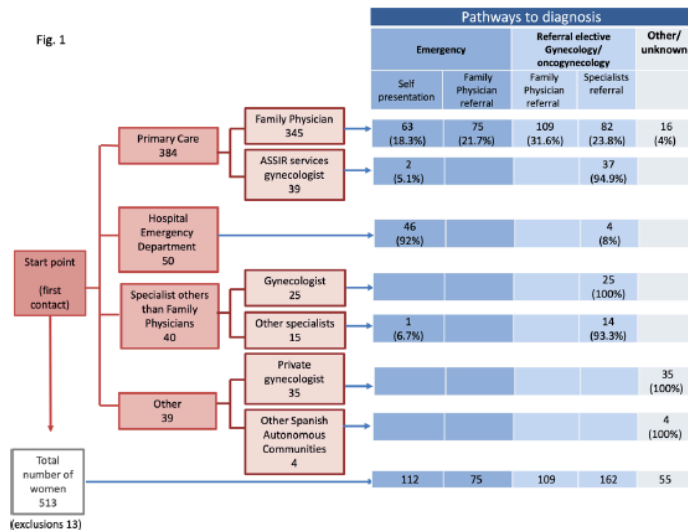 Fig. 1
Pathways to diagnosis
Emergency
Referral elective
Gynecology/
oncogynecology
Other/
unknown
Self
presentation
Family
Physician
referral
Family
Physician
referral
Specialists
referral
Start point
(first
contact)
Primary Care
384
Family Physician
345
63
(18.3%)
75
(21.7%)
109
(31.6%)
82
(23.8%)
16
(4%)
ASSIR services
gynecologist
39
2
(5.1%)
37
(94.9%)
Hospital
Emergency
Department
50
46
(92%)
4
(8%)
Specialist others
than Family
Physicians
40
Gynecologist
25
25
(100%)
Other specialists
15
1
(6.7%)
14
(93.3%)
Other
39
Private
gynecologist
35
35
(100%)
Other Spanish
Autonomous
Communities
4
4
(100%)
Total
number of
women
513
(exclusions 13)
112
75
109
162
55